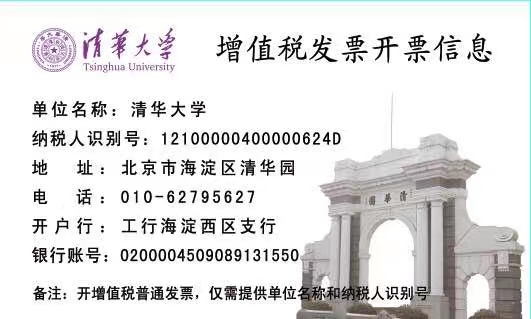 清華大学
Tsinghua University
增值税发票开票信息
单位名称：清华大学
纳税人识别号：12100000400000624D
地　址：北京市海淀区清华园
电　话：010-62795627
开户行：工行海淀西区支行
银行账号：0200004509089131550
園華清
备注：开增值税普通发票，仅需提供单位名称和纳税人识别号